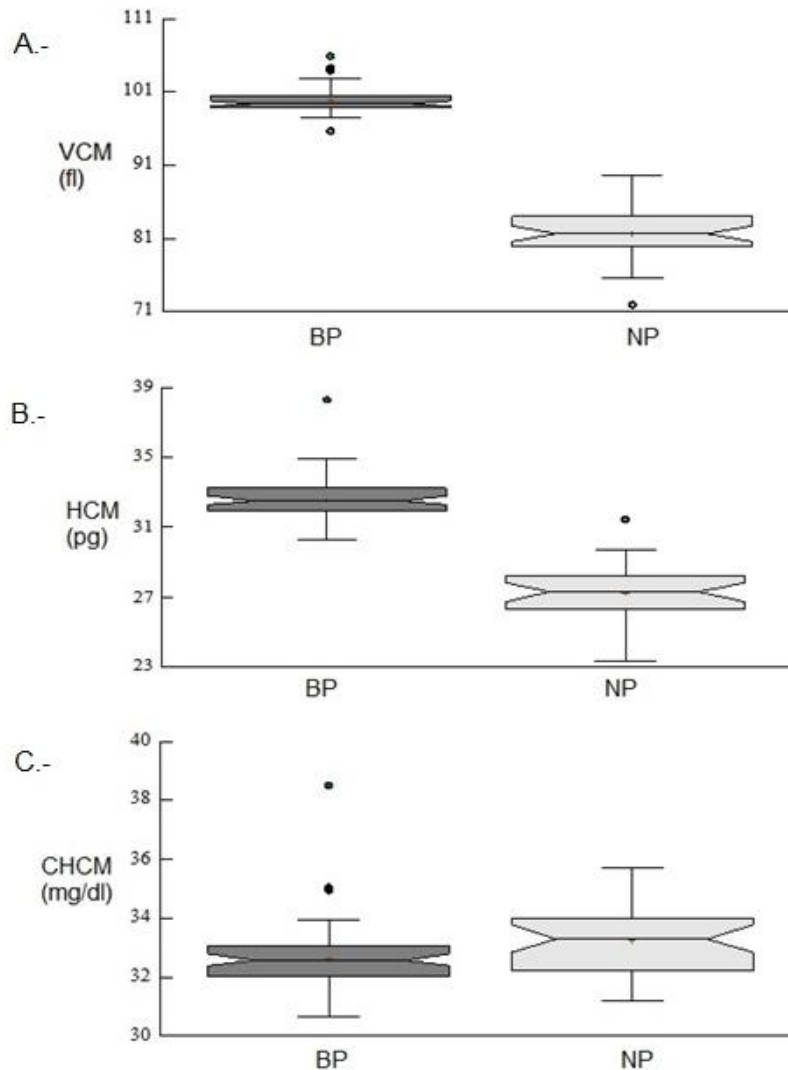 A.-
VCM
(fl)
111
101
91
81
71
BP NP
B.-
HCM
(pg)
39
35
31
27
23
BP NP
C.-
CHCM
(mg/dl)
40
38
36
34
32
30
BP NP